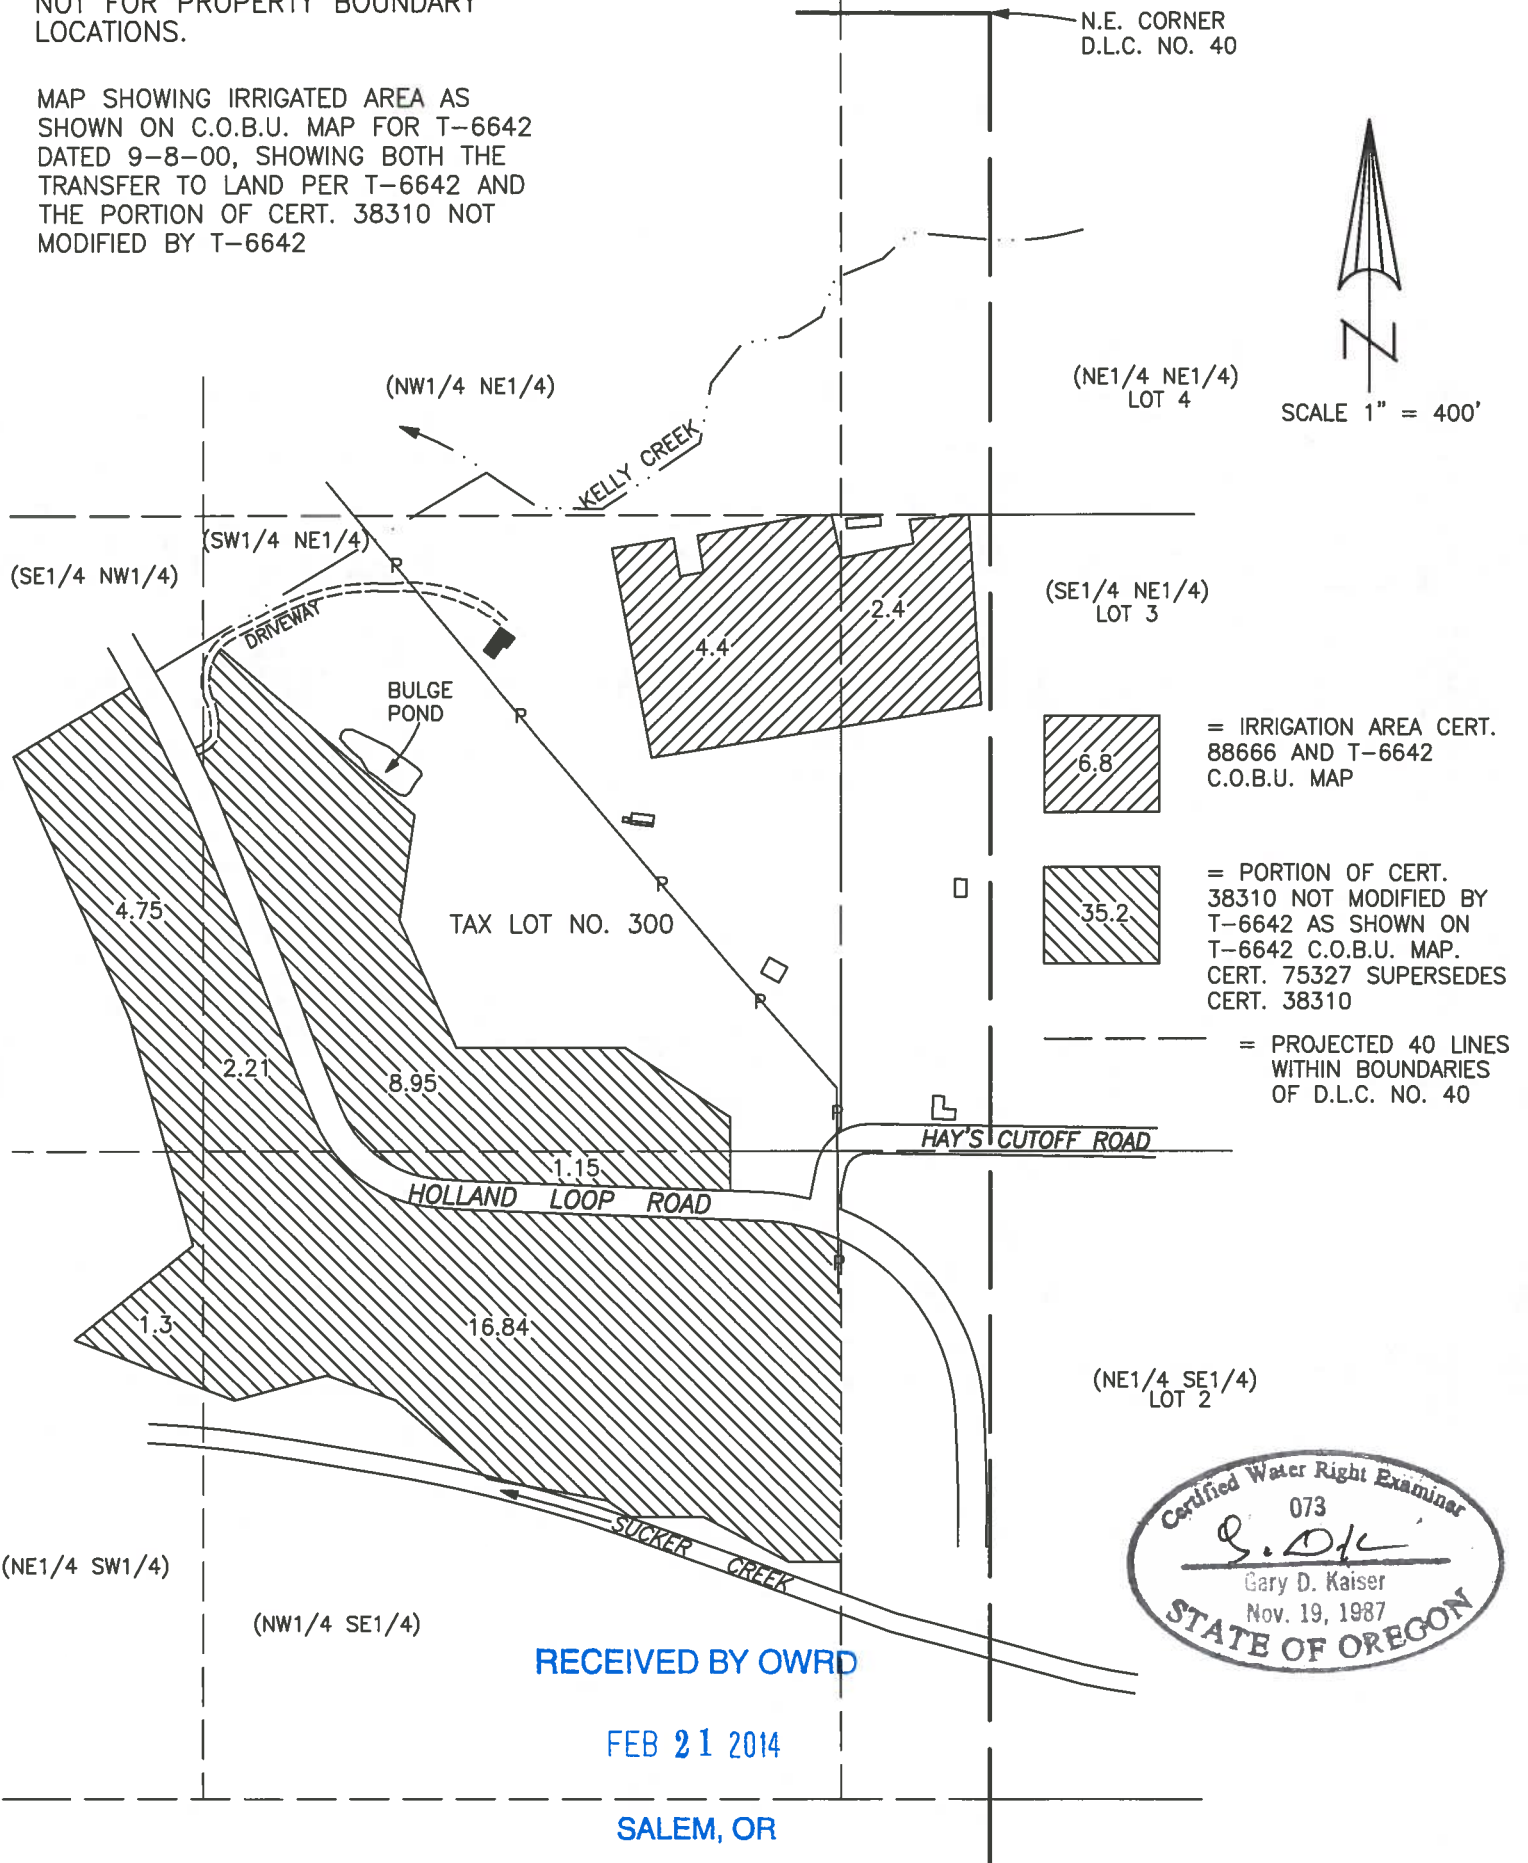 NOT FOR PROPERTY BOUNDARY
LOCATIONS.
MAP SHOWING IRRIGATED AREA AS
SHOWN ON C.O.B.U. MAP FOR T-6642
DATED 9-8-00, SHOWING BOTH THE
TRANSFER TO LAND PER T-6642 AND
THE PORTION OF CERT. 38310 NOT
MODIFIED BY T-6642
N.E. CORNER
D.L.C. NO. 40
N
SCALE 1" = 400'
(NW1/4 NE1/4)
(NE1/4 NE1/4)
LOT 4
KELLY CREEK
(SW1/4 NE1/4)
(SE1/4 NW1/4)
P
DRIVEWAY
(SE1/4 NE1/4)
LOT 3
2.4
4.4
BULGE
POND
P
6.8
= IRRIGATION AREA CERT.
88666 AND T-6642
C.O.B.U. MAP
35.2
= PORTION OF CERT.
38310 NOT MODIFIED BY
T-6642 AS SHOWN ON
T-6642 C.O.B.U. MAP.
CERT. 75327 SUPERSEDES
CERT. 38310
= PROJECTED 40 LINES
WITHIN BOUNDARIES
OF D.L.C. NO. 40
4.75
P
TAX LOT NO. 300
P
2.21
8.95
P
HAY'S CUTOFF ROAD
1.15
HOLLAND LOOP ROAD
P
1.3
16.84
(NE1/4 SE1/4)
LOT 2
SUCKER CREEK
(NE1/4 SW1/4)
(NW1/4 SE1/4)
Certified Water Right Examiner
073
Gary D. Kaiser
Nov. 19, 1987
STATE OF OREGON
RECEIVED BY OWRD
FEB 21 2014
SALEM, OR